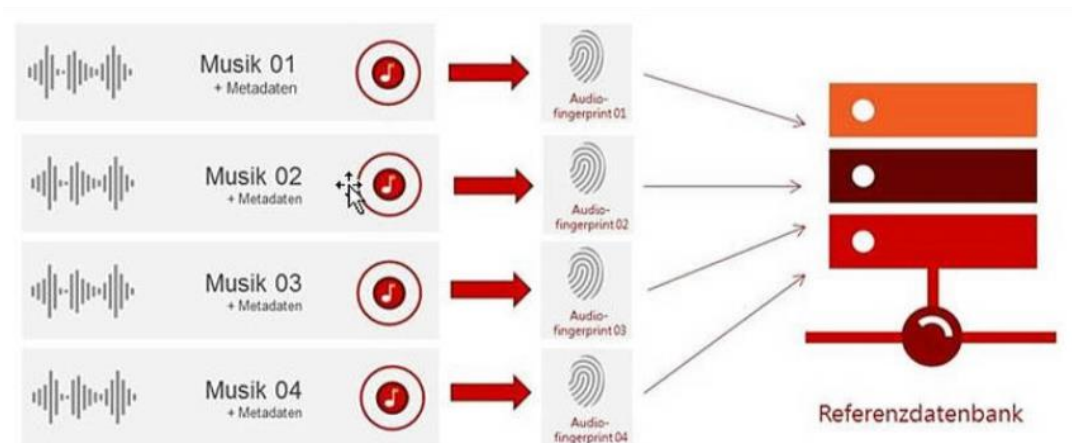 Musik 01
+ Metadaten
Audio-
fingerprint 01
Musik 02
+ Metadaten
Audio-
fingerprint 02
Musik 03
+ Metadaten
Audio-
fingerprint 03
Musik 04
+ Metadaten
Audio-
fingerprint 04
Referenzdatenbank